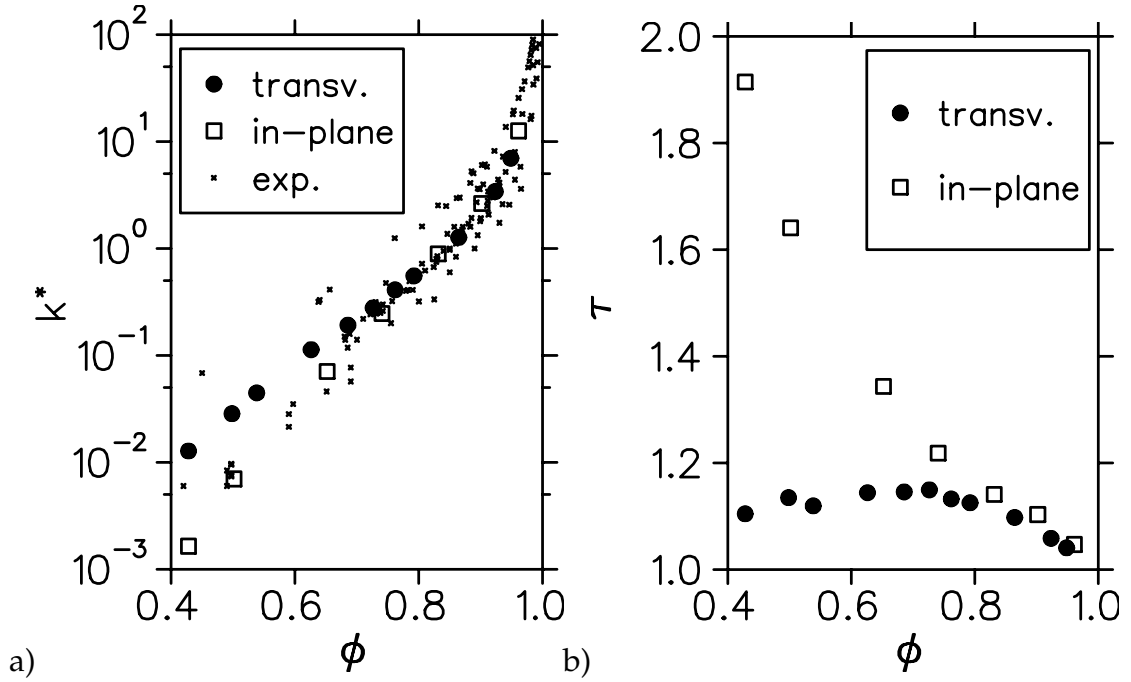 10²
10¹
10⁰
10⁻¹
10⁻²
10⁻³
k*
transv.
in-plane
exp.
0.4 0.6 0.8 1.0
ϕ
a)
2.0
1.8
1.6
1.4
1.2
1.0
τ
transv.
in-plane
0.4 0.6 0.8 1.0
ϕ
b)